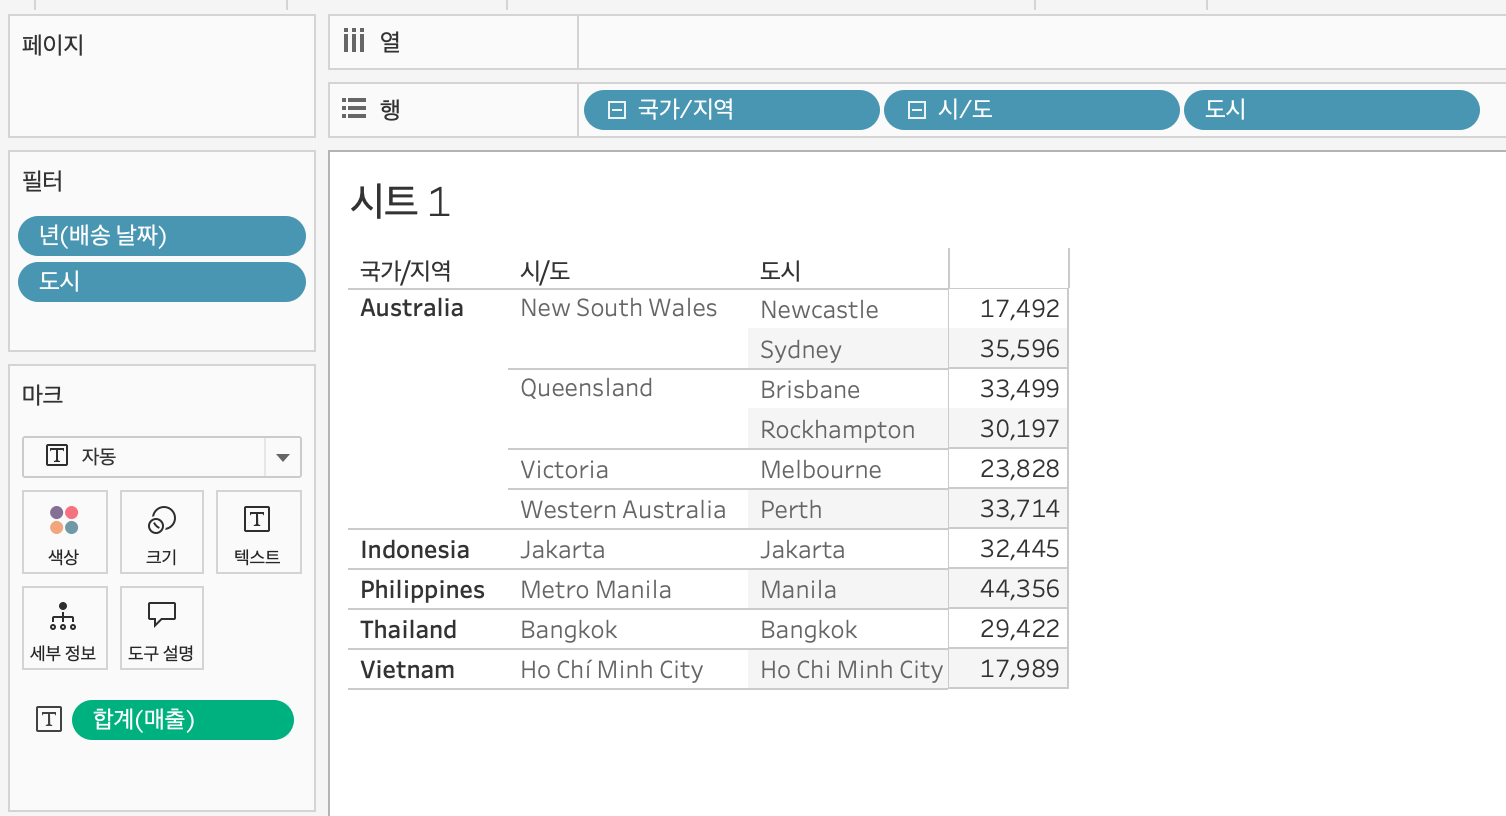 페이지
열
행
국가/지역 시/도 도시
필터
년(배송 날짜)
도시
시트 1
국가/지역 시/도 도시
Australia New South Wales Newcastle 17,492
Sydney 35,596
Queensland Brisbane 33,499
Rockhampton 30,197
Victoria Melbourne 23,828
Western Australia Perth 33,714
Indonesia Jakarta Jakarta 32,445
Philippines Metro Manila Manila 44,356
Thailand Bangkok Bangkok 29,422
Vietnam Ho Chí Minh City Ho Chi Minh City 17,989
마크
T 자동
색상 크기 T 텍스트
세부 정보 도구 설명
T 합계(매출)